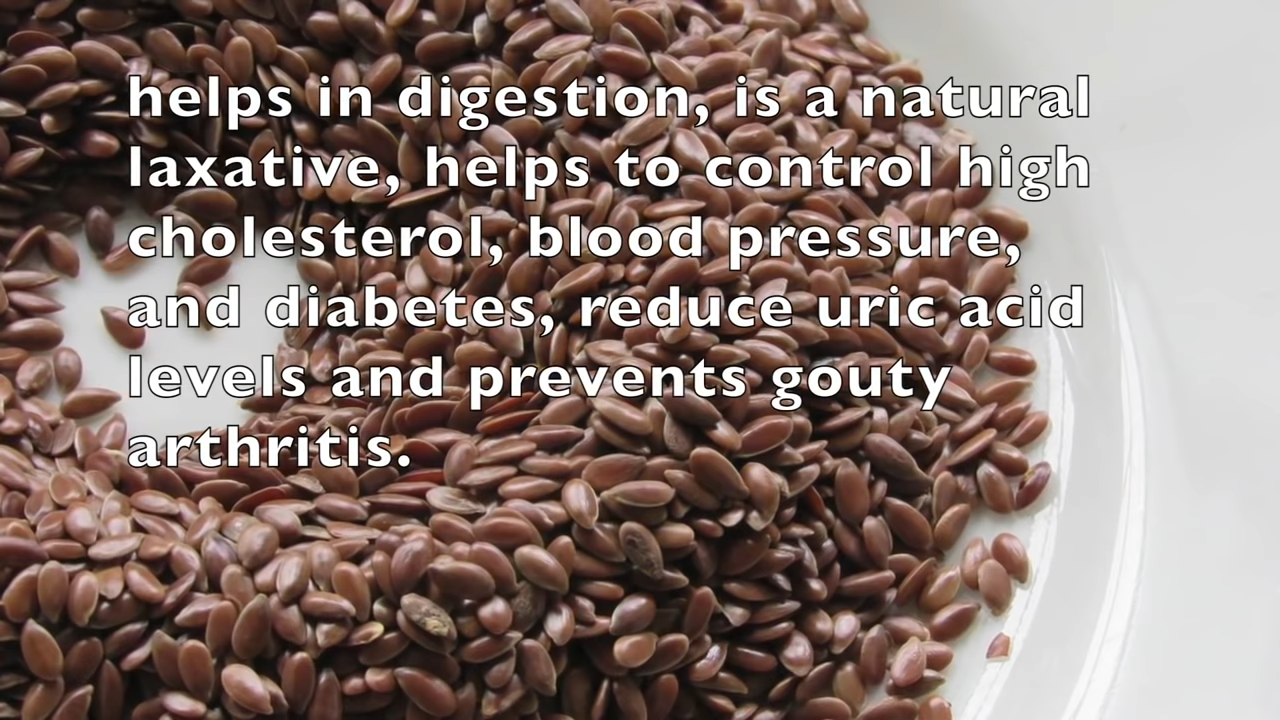 helps in digestion, is a natural
laxative, helps to control high
cholesterol, blood pressure,
and diabetes, reduce uric acid
levels and prevents gouty
arthritis.